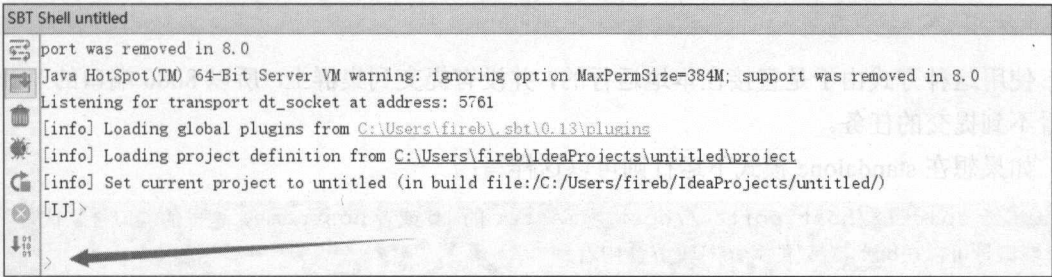 SBT Shell untitled
port was removed in 8.0
Java HotSpot(TM) 64-Bit Server VM warning: ignoring option MaxPermSize=384M; support was removed in 8.0
Listening for transport dt_socket at address: 5761
[info] Loading global plugins from C:\Users\fireb\.sbt\0.13\plugins
[info] Loading project definition from C:\Users\fireb\IdeaProjects\untitled\project
[info] Set current project to untitled (in build file:/C:/Users/fireb/IdeaProjects/untitled/)
[IJ]>
>